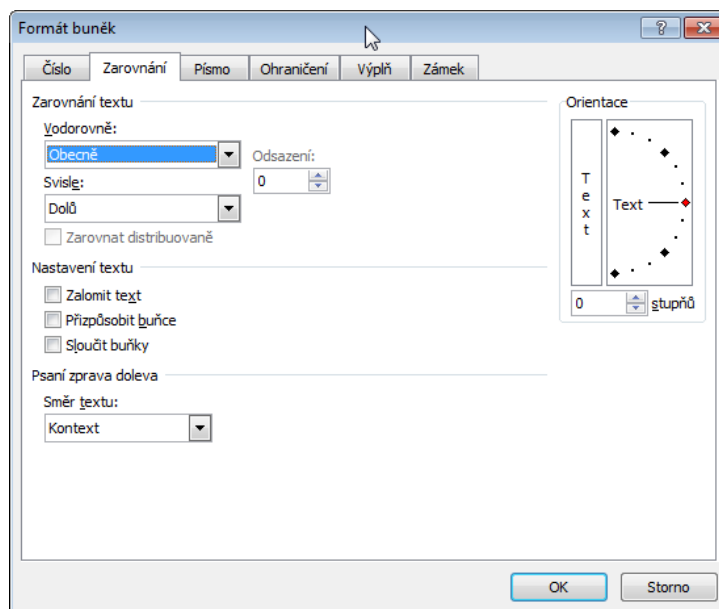 Formát buněk
Číslo Zarovnání Písmo Ohraničení Výplň Zámek
Zarovnání textu
Vodorovně:
Obecně
Odsazení:
0
Svisle:
Dolů
Zarovnat distribuovaně
Nastavení textu
Zalomit text
Přizpůsobit buňce
Sloučit buňky
Psaní zprava doleva
Směr textu:
Kontext
Orientace
Text
Text
0 stupňů
OK Storno